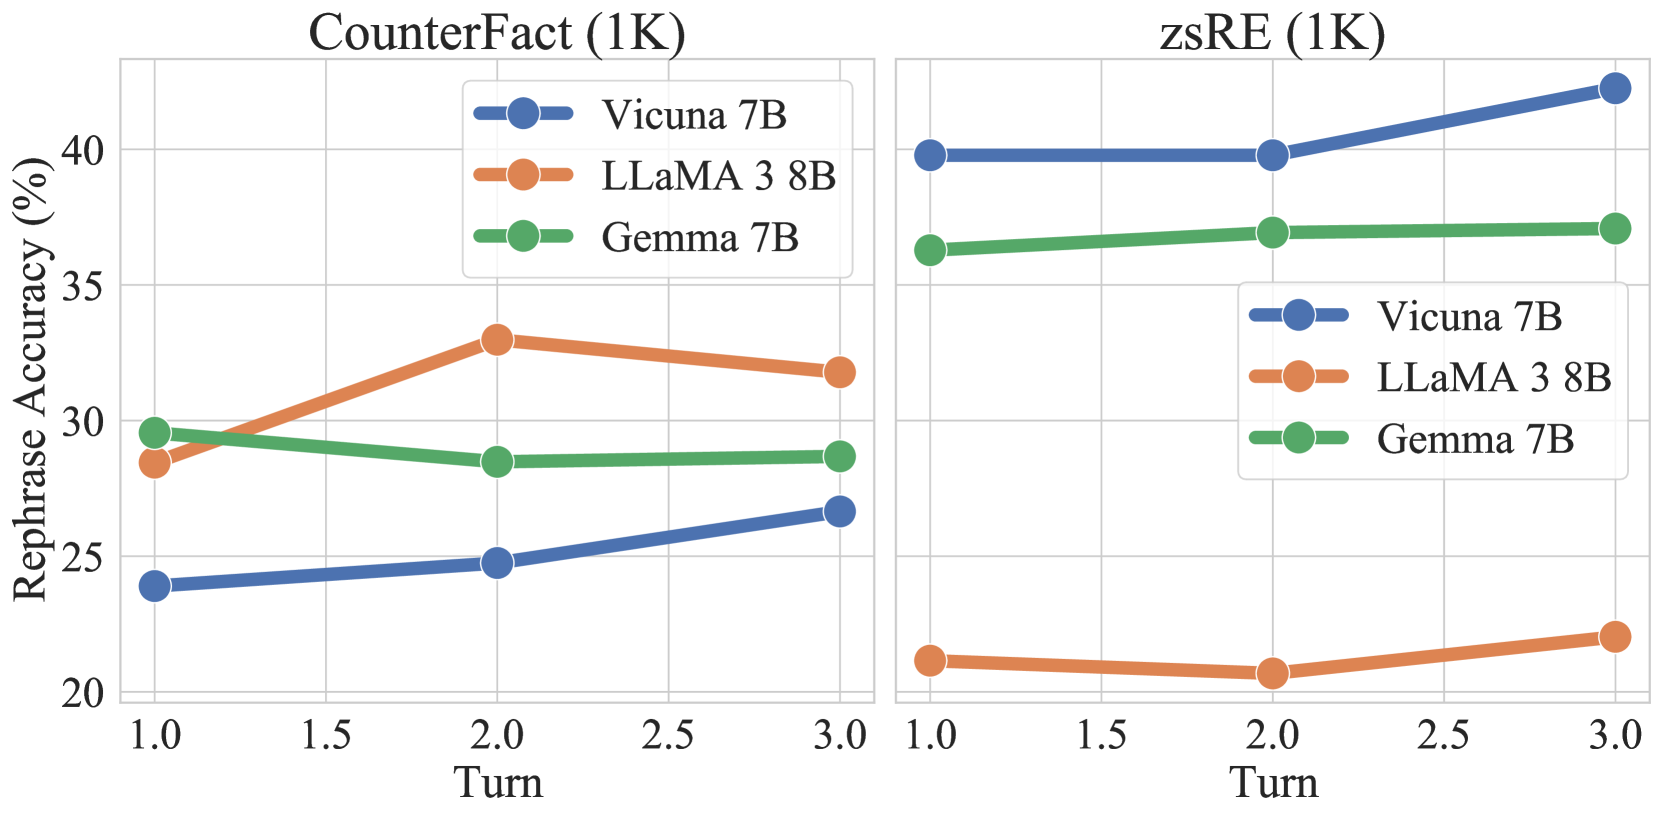 CounterFact (1K)
zsRE (1K)
Rephrase Accuracy (%)
40
35
30
25
20
Vicuna 7B
LLaMA 3 8B
Gemma 7B
Vicuna 7B
LLaMA 3 8B
Gemma 7B
1.0 1.5 2.0 2.5 3.0
1.0 1.5 2.0 2.5 3.0
Turn
Turn